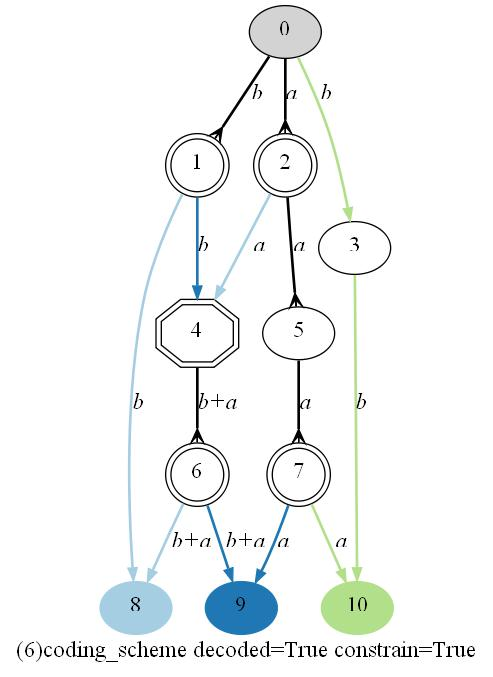 0
b a b
1 2
3
b a a
4 5
b b+a a b
6 7
b+a b+a a a
8 9 10
(6)coding_scheme decoded=True constrain=True